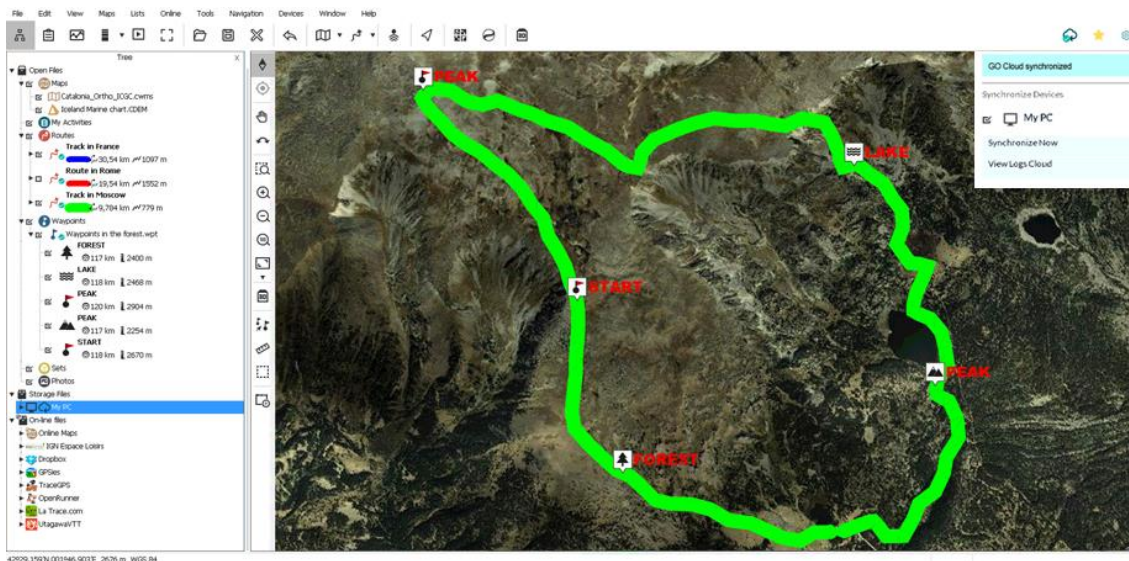 File Edit View Maps Lists Online Tools Navigation Devices Window Help
Tree X
Open Files
Maps
Catalonia_Ortho_ICGC.cwms
Iceland Marine chart.CDEM
My Activities
Routes
Track in France
30,54 km 1097 m
Route in Rome
19,54 km 1552 m
Track in Moscow
9,784 km 779 m
Waypoints
Waypoints in the forest.wpt
FOREST
117 km 2400 m
LAKE
118 km 2468 m
PEAK
120 km 2904 m
PEAK
117 km 2254 m
START
118 km 2670 m
Sets
Photos
Storage Files
My PC
On-line files
Online Maps
IGN Espace Loisirs
Dropbox
GPSies
TraceGPS
OpenRunner
La Trace.com
UtagawaVTT
PEAK
LAKE
START
PEAK
FOREST
GO Cloud synchronized
Synchronize Devices
My PC
Synchronize Now
View Logs Cloud
2676 m, WGS 84